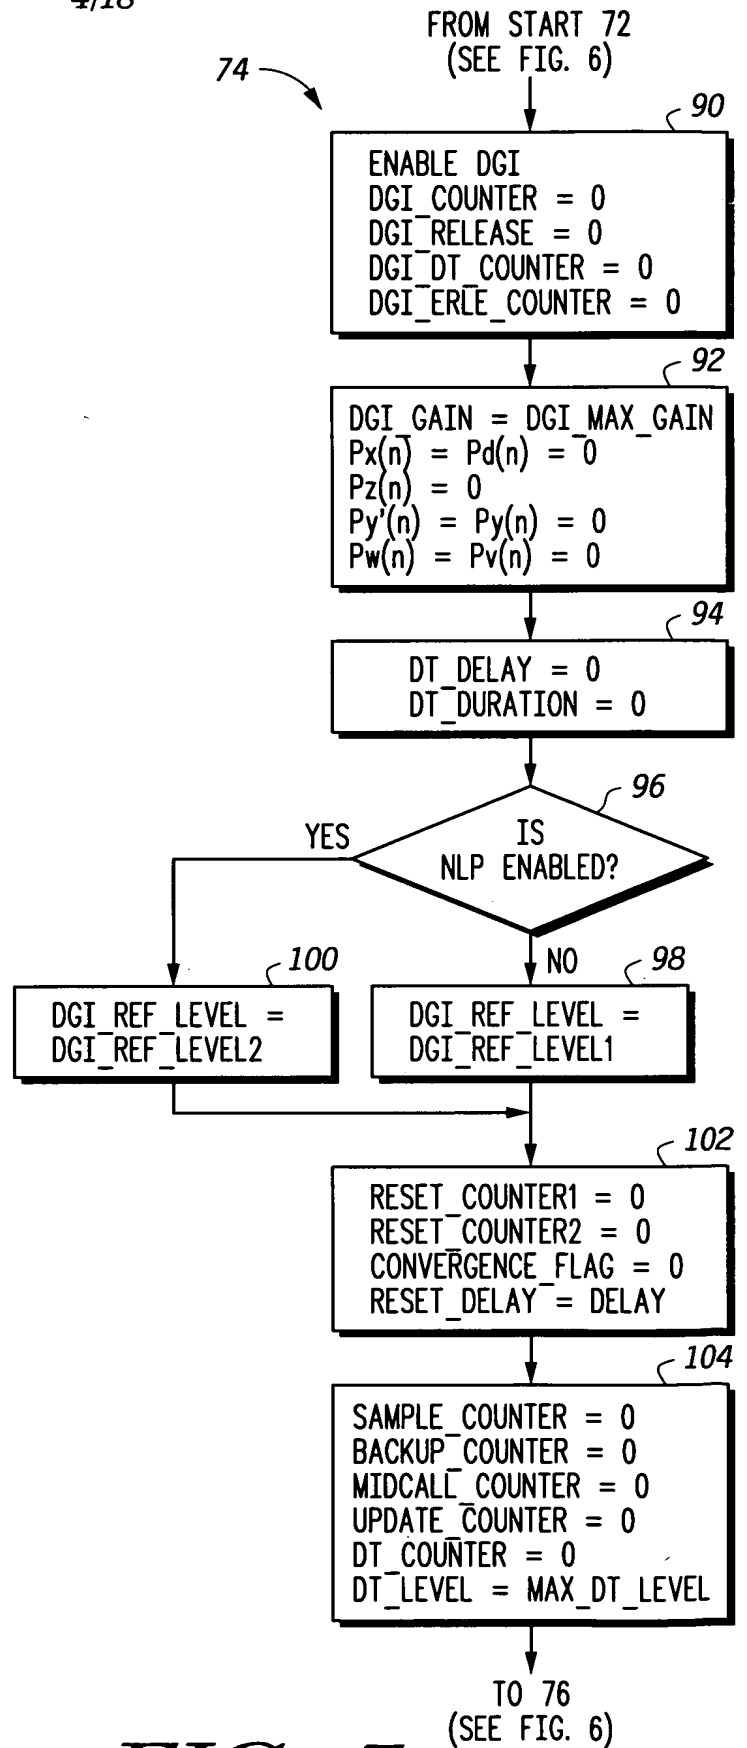 4/18
FROM START 72
(SEE FIG. 6)
74
90
ENABLE DGI
DGI_COUNTER = 0
DGI_RELEASE = 0
DGI_DT_COUNTER = 0
DGI_ERLE_COUNTER = 0
92
DGI_GAIN = DGI_MAX_GAIN
Px(n) = Pd(n) = 0
Pz(n) = 0
Py'(n) = Py(n) = 0
Pw(n) = Pv(n) = 0
94
DT_DELAY = 0
DT_DURATION = 0
96
IS
NLP ENABLED?
YES
NO
100
DGI_REF_LEVEL =
DGI_REF_LEVEL2
98
DGI_REF_LEVEL =
DGI_REF_LEVEL1
102
RESET_COUNTER1 = 0
RESET_COUNTER2 = 0
CONVERGENCE_FLAG = 0
RESET_DELAY = DELAY
104
SAMPLE_COUNTER = 0
BACKUP_COUNTER = 0
MIDCALL_COUNTER = 0
UPDATE_COUNTER = 0
DT_COUNTER = 0
DT_LEVEL = MAX_DT_LEVEL
TO 76
(SEE FIG. 6)